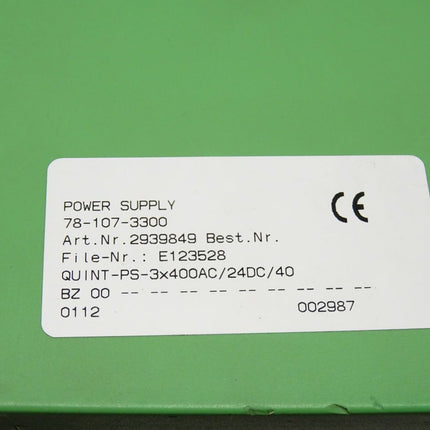 POWER SUPPLY
78-107-3300
Art.Nr.2939849 Best.Nr.
File-Nr.: E123528
QUINT-PS-3x400AC/24DC/40
BZ 00 -- -- -- -- -- -- -- -- -- --
0112 002987
CE